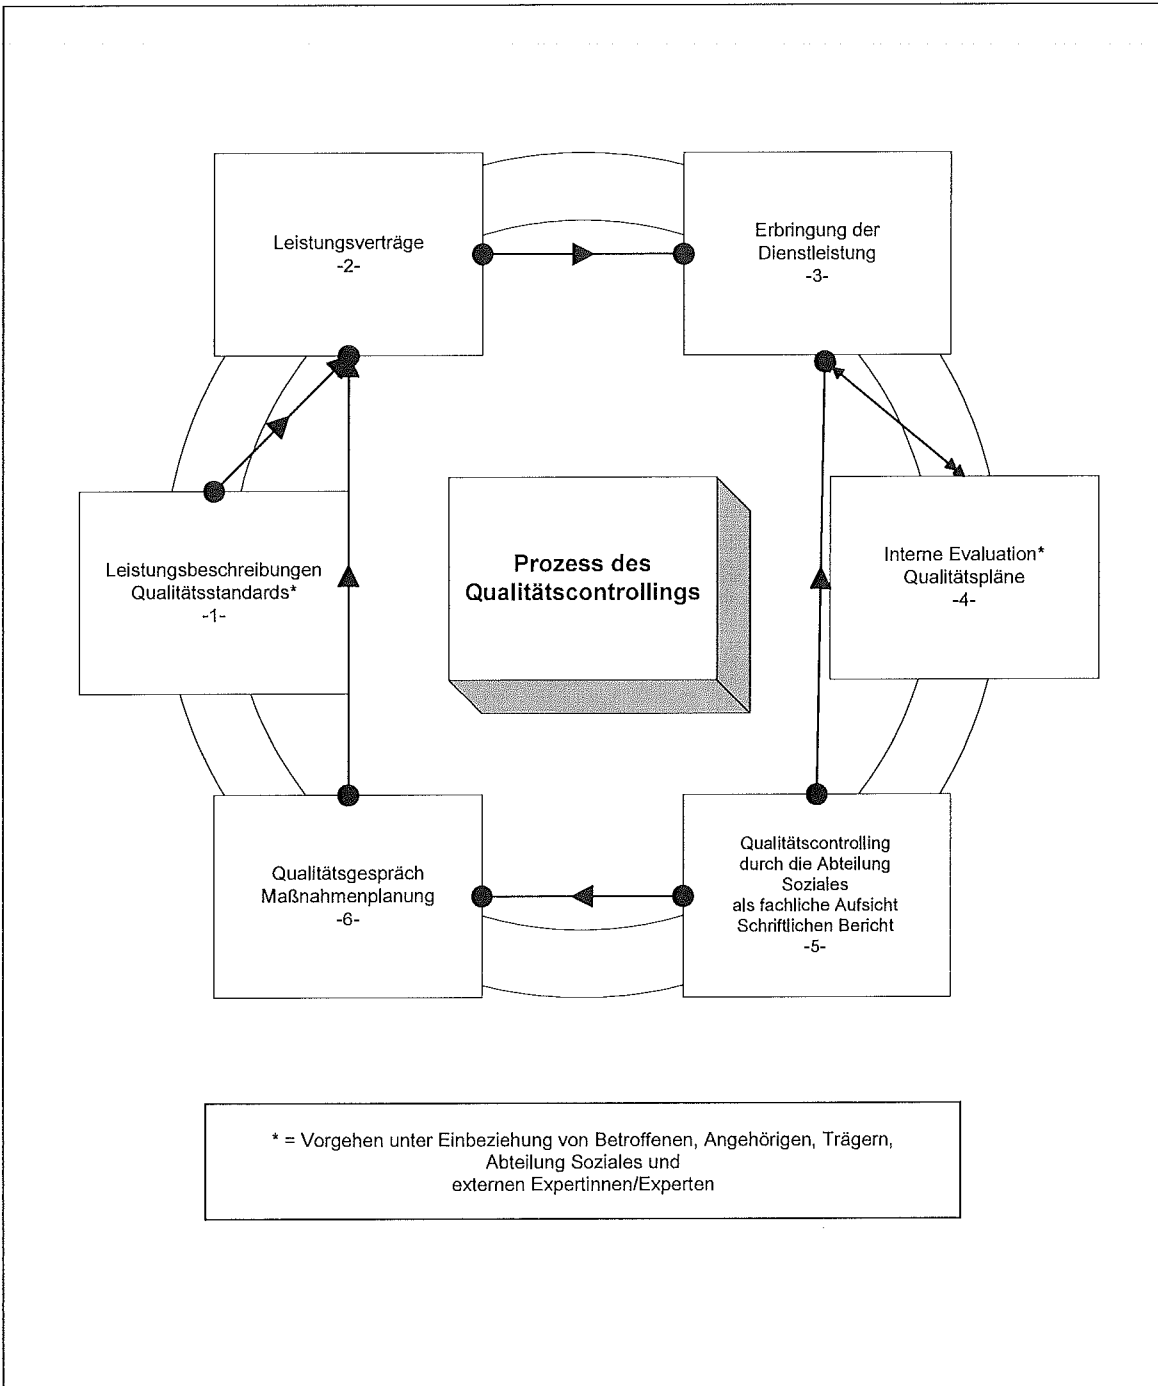 Leistungsverträge
-2-
Erbringung der
Dienstleistung
-3-
Leistungsbeschreibungen
Qualitätsstandards*
-1-
Prozess des
Qualitätscontrollings
Interne Evaluation*
Qualitätspläne
-4-
Qualitätsgespräch
Maßnahmenplanung
-6-
Qualitätscontrolling
durch die Abteilung
Soziales
als fachliche Aufsicht
Schriftlichen Bericht
-5-
* = Vorgehen unter Einbeziehung von Betroffenen, Angehörigen, Trägern,
Abteilung Soziales und
externen Expertinnen/Experten